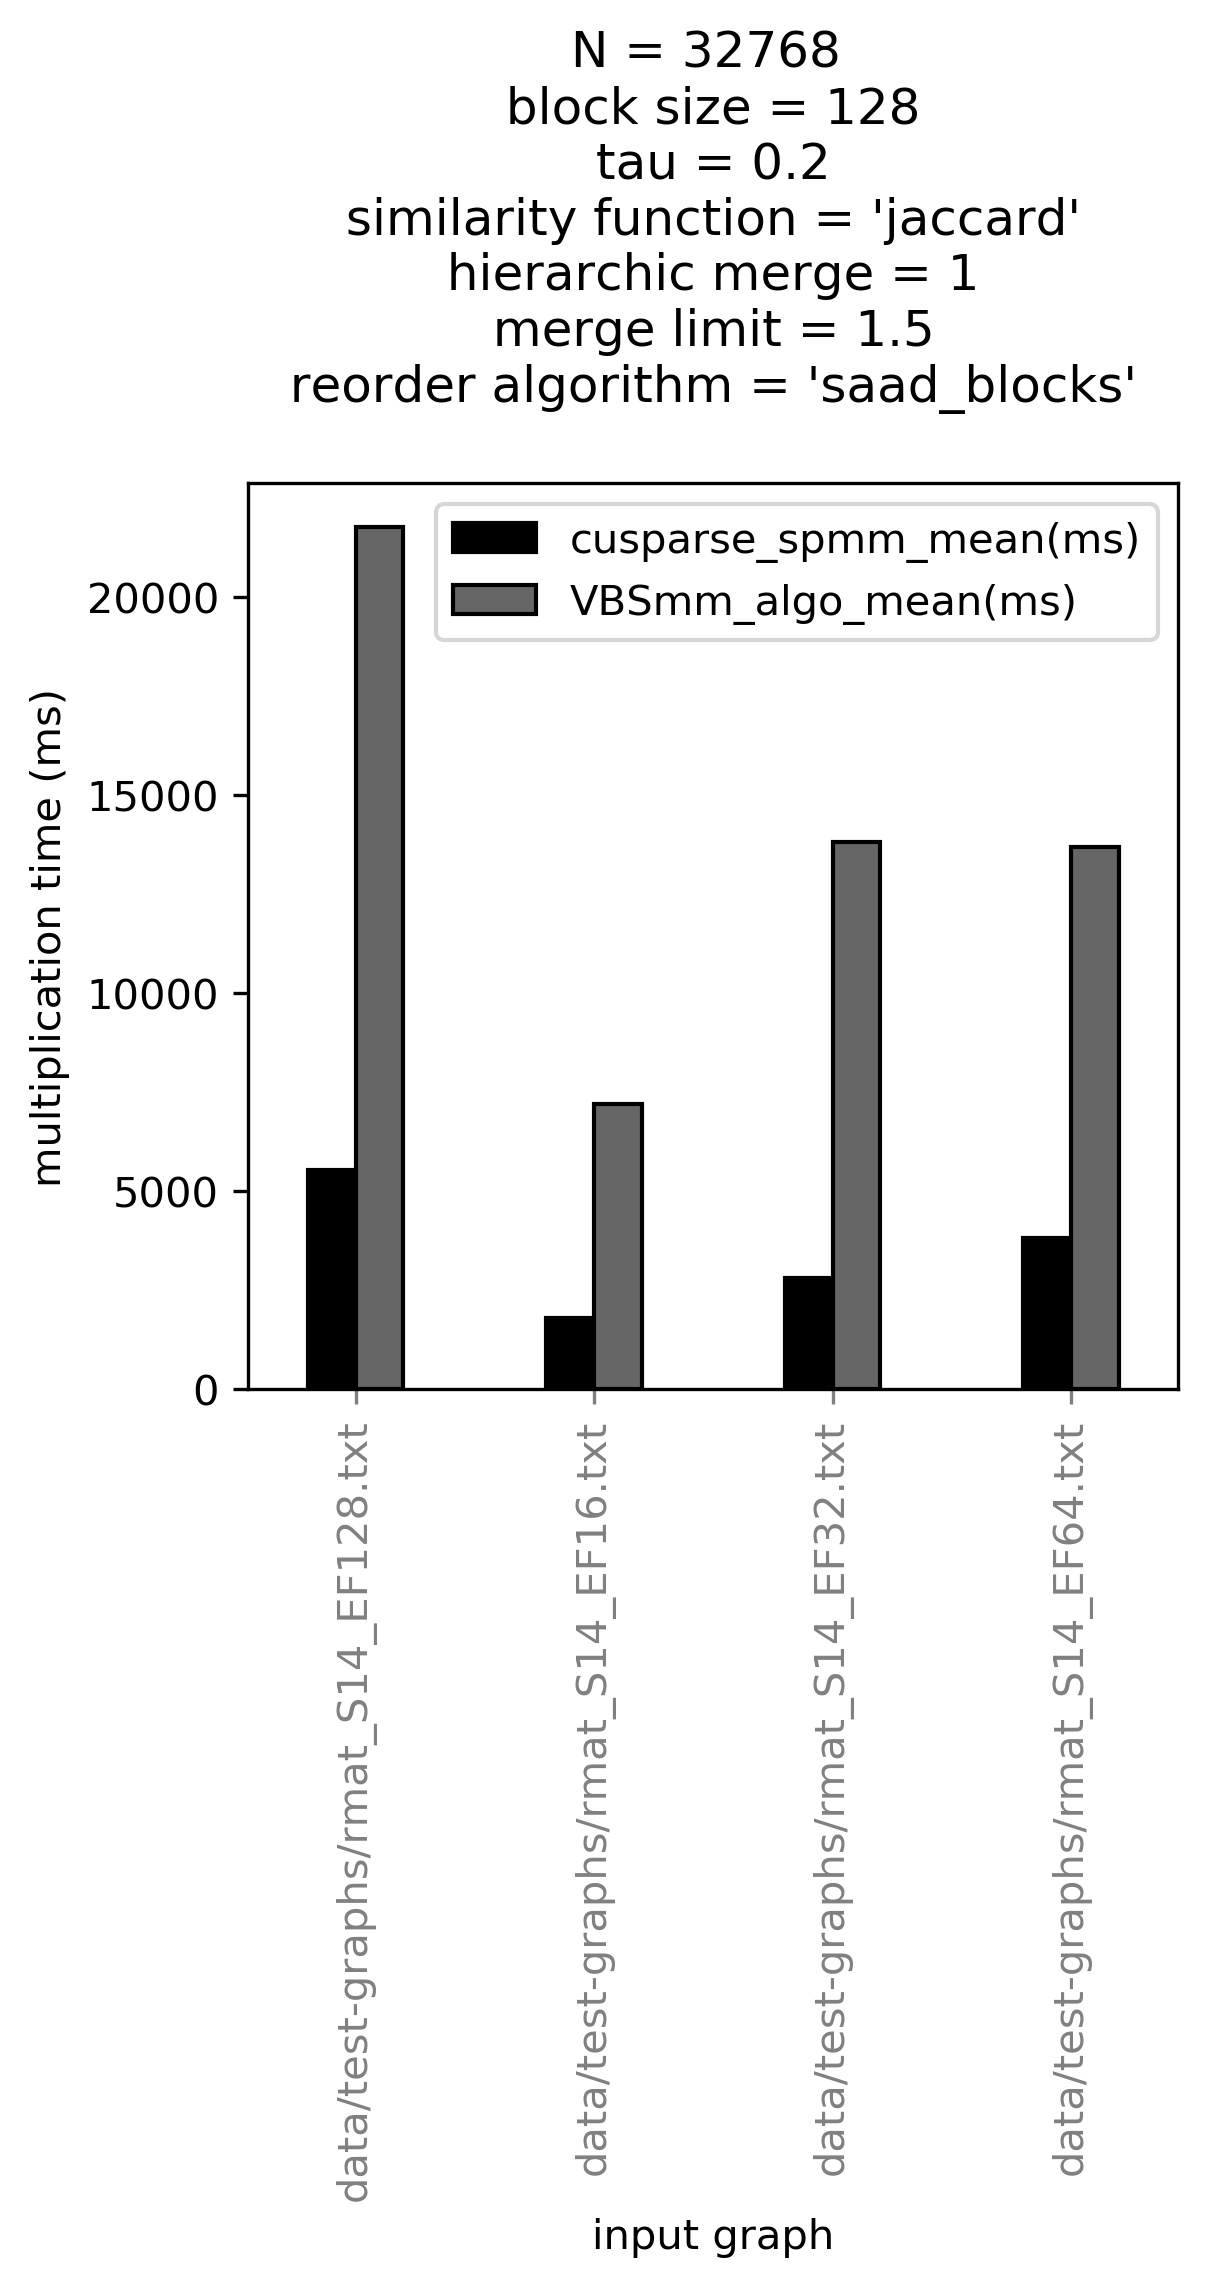 N = 32768
block size = 128
tau = 0.2
similarity function = 'jaccard'
hierarchic merge = 1
merge limit = 1.5
reorder algorithm = 'saad_blocks'
cusparse_spmm_mean(ms)
VBSmm_algo_mean(ms)
multiplication time (ms)
20000
15000
10000
5000
0
data/test-graphs/rmat_S14_EF128.txt
data/test-graphs/rmat_S14_EF16.txt
data/test-graphs/rmat_S14_EF32.txt
data/test-graphs/rmat_S14_EF64.txt
input graph